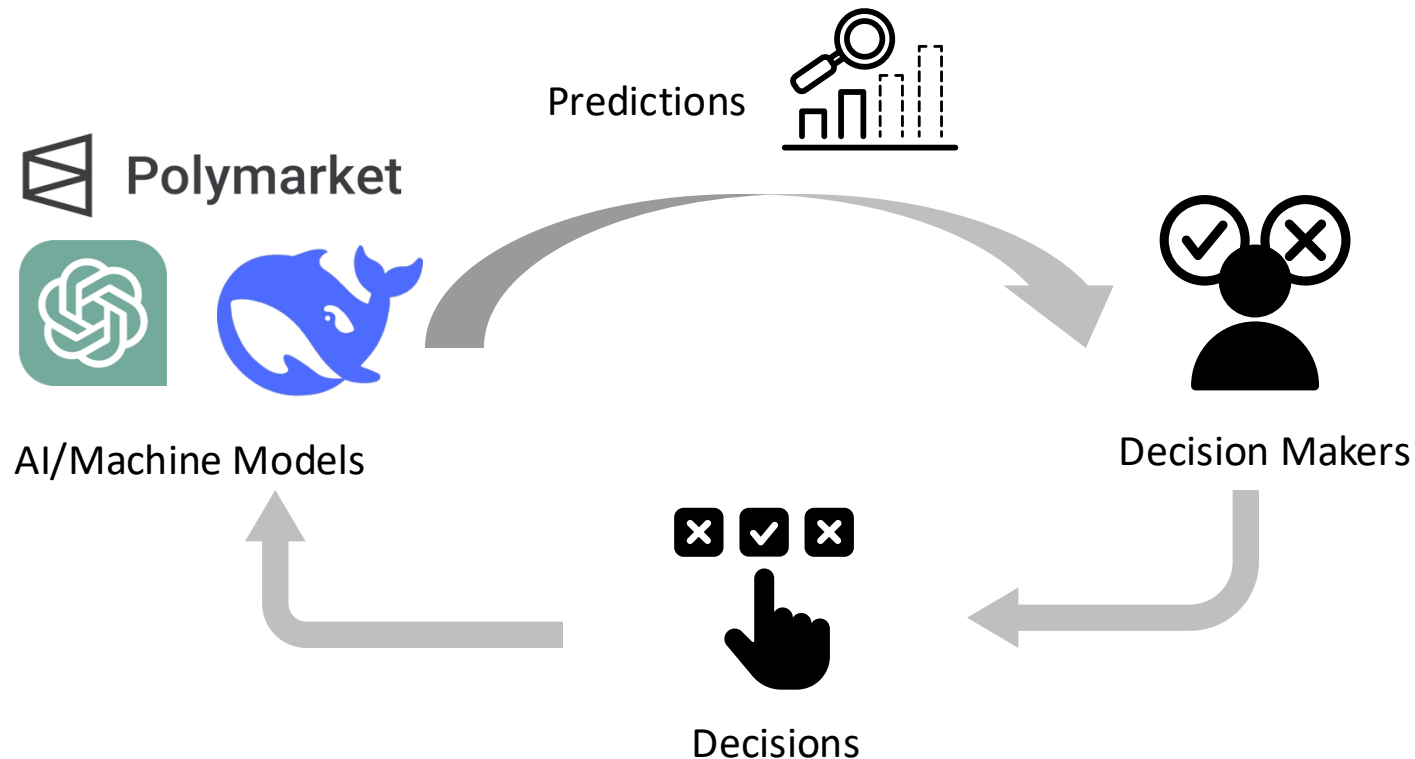 Predictions
Polymarket
AI/Machine Models
Decision Makers
Decisions